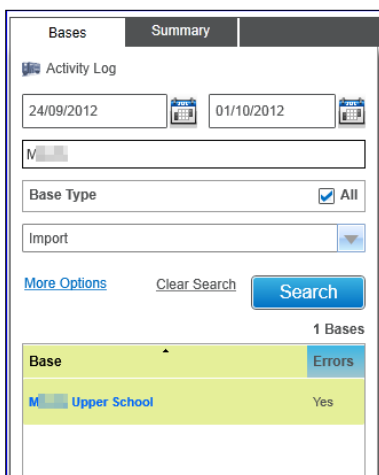 Bases Summary
Activity Log
24/09/2012 01/10/2012
M
Base Type All
Import
More Options Clear Search Search
1 Bases
Base Errors
M Upper School Yes